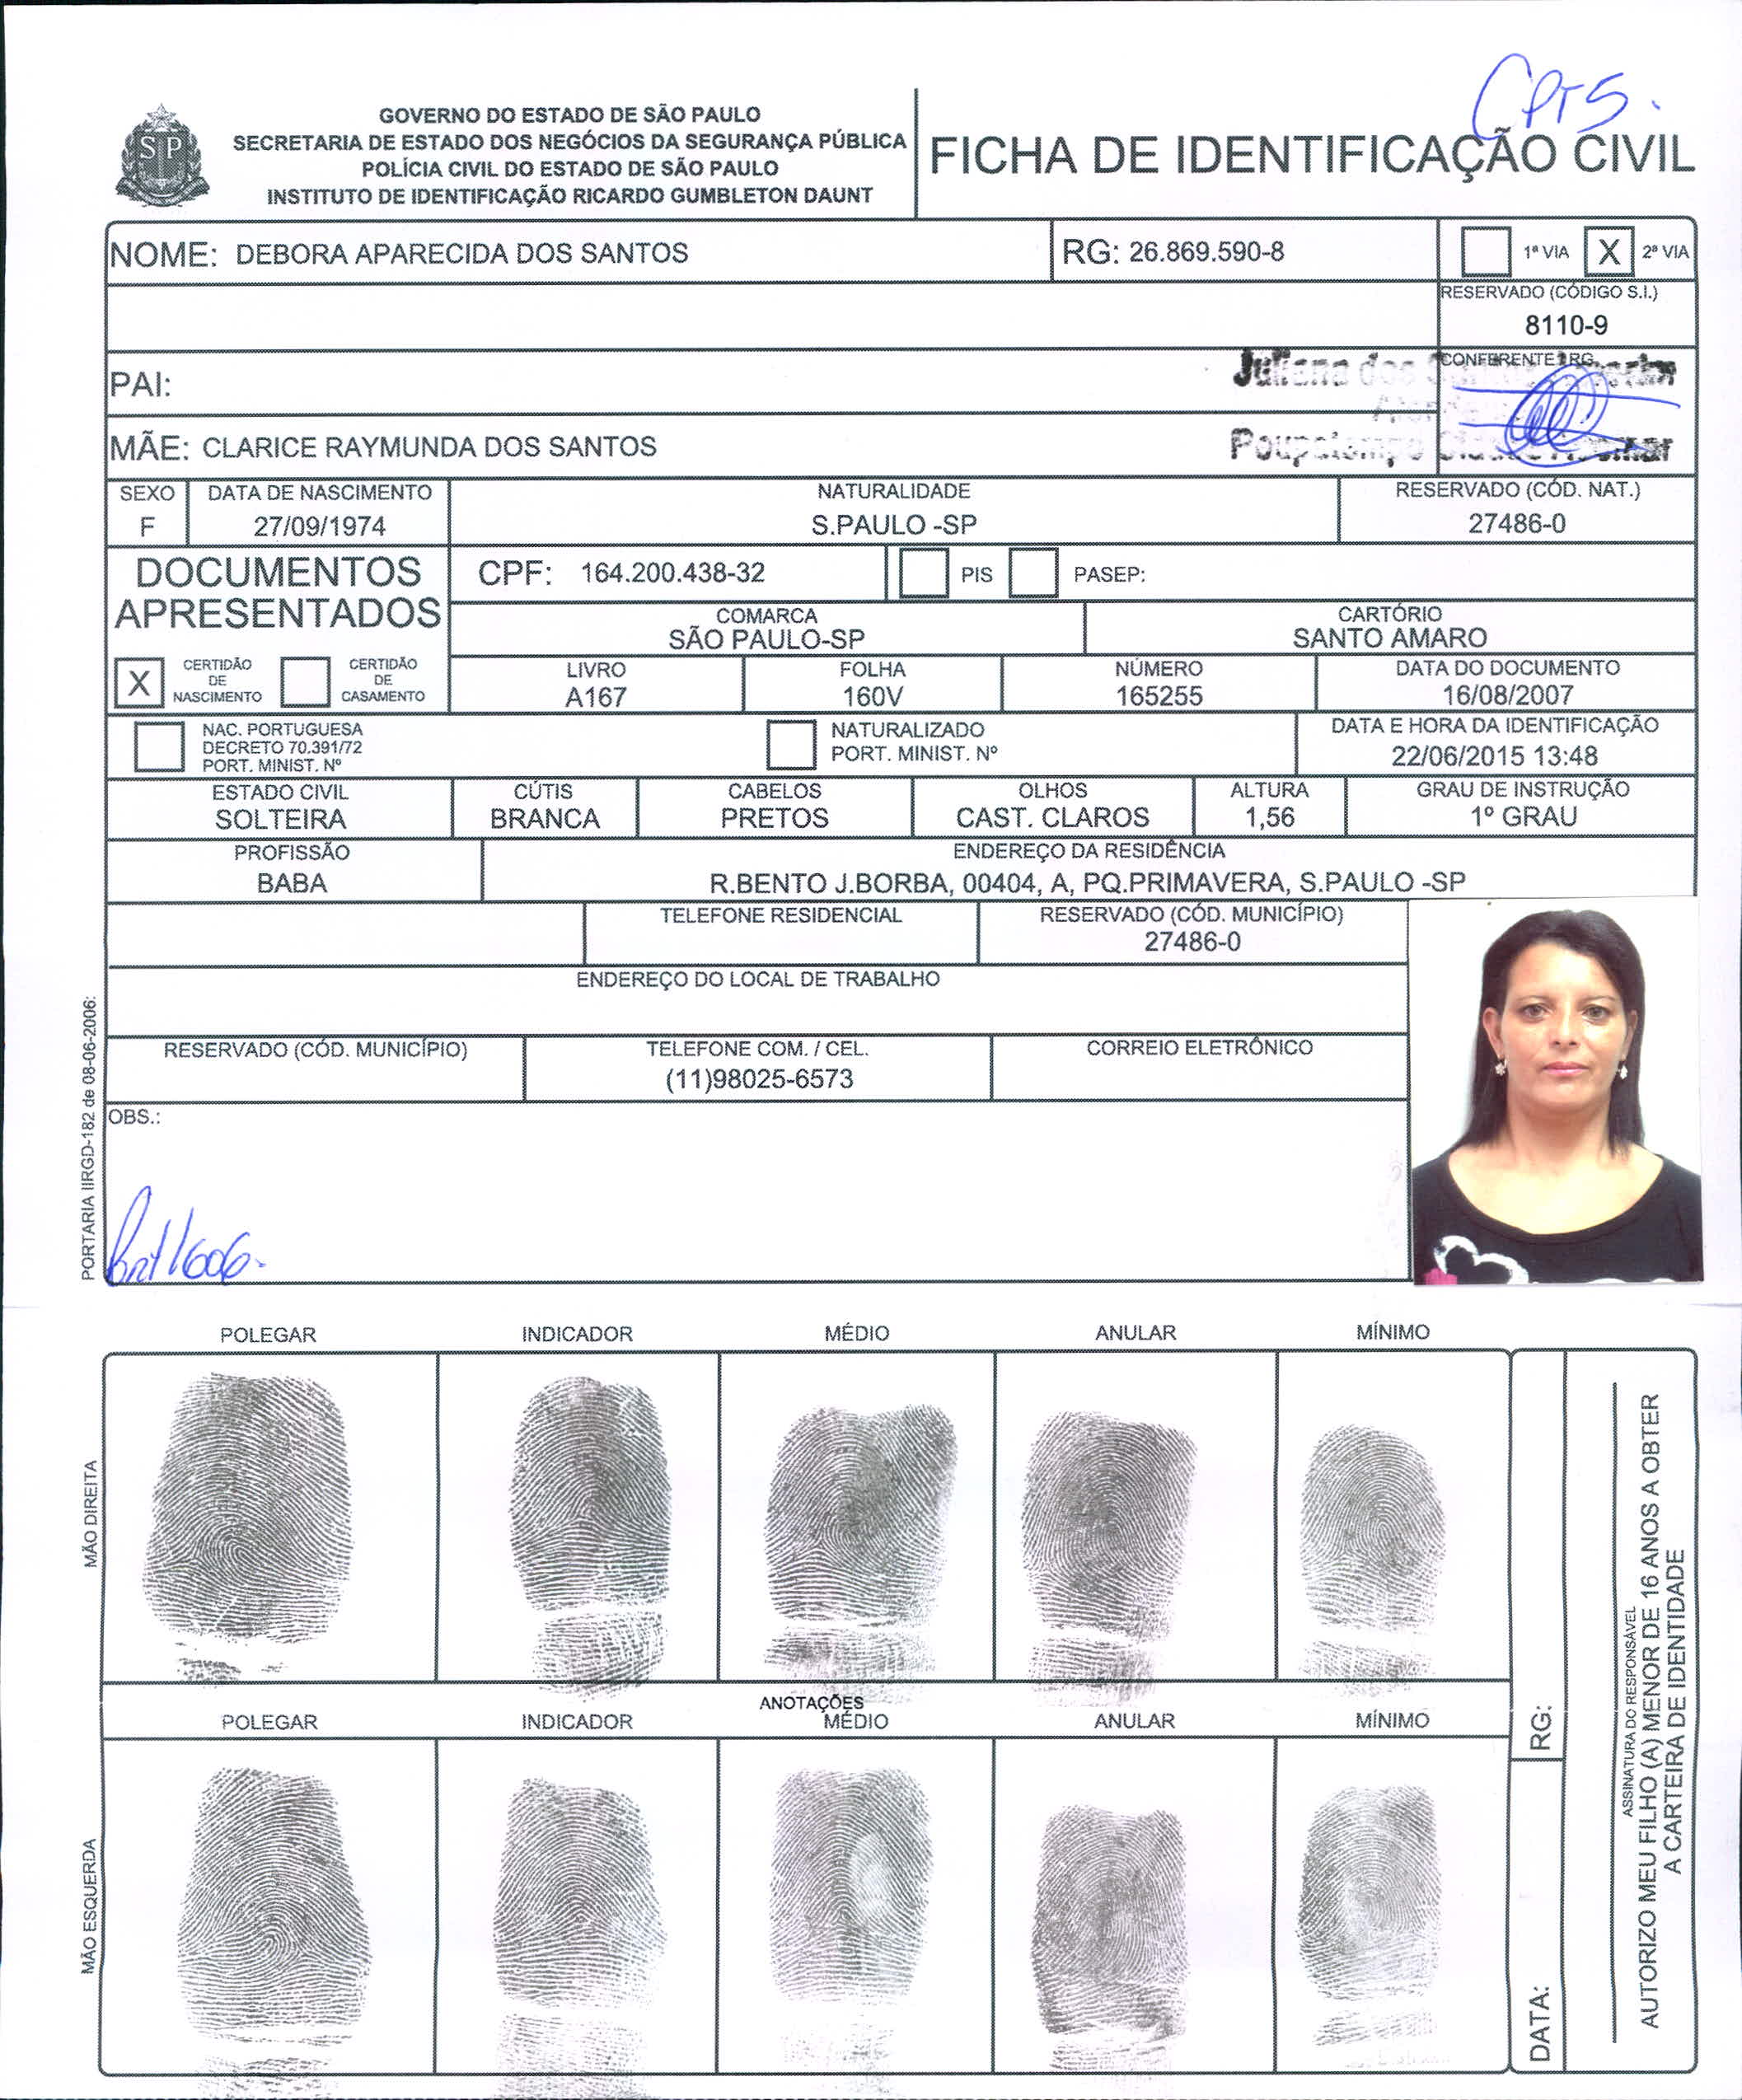 CPTS.
GOVERNO DO ESTADO DE SÃO PAULO
SECRETARIA DE ESTADO DOS NEGÓCIOS DA SEGURANÇA PÚBLICA
POLÍCIA CIVIL DO ESTADO DE SÃO PAULO
INSTITUTO DE IDENTIFICAÇÃO RICARDO GUMBLETON DAUNT
SP
FICHA DE IDENTIFICAÇÃO CIVIL
NOME: DEBORA APARECIDA DOS SANTOS
RG: 26.869.590-8
1ª VIA X 2ª VIA
RESERVADO (CÓDIGO S.I.)
8110-9
PAI:
Juliana dos
CONFERENTE IRG
MÃE: CLARICE RAYMUNDA DOS SANTOS
Poupatempo
SEXO
F
DATA DE NASCIMENTO
27/09/1974
NATURALIDADE
S.PAULO -SP
RESERVADO (CÓD. NAT.)
27486-0
DOCUMENTOS
APRESENTADOS
CPF: 164.200.438-32
PIS
PASEP:
COMARCA
SÃO PAULO-SP
CARTÓRIO
SANTO AMARO
X
CERTIDÃO
DE
NASCIMENTO
CERTIDÃO
DE
CASAMENTO
LIVRO
A167
FOLHA
160V
NÚMERO
165255
DATA DO DOCUMENTO
16/08/2007
NAC. PORTUGUESA
DECRETO 70.391/72
PORT. MINIST. Nº
NATURALIZADO
PORT. MINIST. Nº
DATA E HORA DA IDENTIFICAÇÃO
22/06/2015 13:48
ESTADO CIVIL
SOLTEIRA
CÚTIS
BRANCA
CABELOS
PRETOS
OLHOS
CAST. CLAROS
ALTURA
1,56
GRAU DE INSTRUÇÃO
1º GRAU
PROFISSÃO
BABA
ENDEREÇO DA RESIDÊNCIA
R.BENTO J.BORBA, 00404, A, PQ.PRIMAVERA, S.PAULO -SP
TELEFONE RESIDENCIAL
RESERVADO (CÓD. MUNICÍPIO)
27486-0
ENDEREÇO DO LOCAL DE TRABALHO
RESERVADO (CÓD. MUNICÍPIO)
TELEFONE COM. / CEL.
(11)98025-6573
CORREIO ELETRÔNICO
OBS.:
PORTARIA IIRGD-182 de 08-06-2006:
POLEGAR INDICADOR MÉDIO ANULAR MÍNIMO
MÃO DIREITA
ANOTAÇÕES
POLEGAR INDICADOR MÉDIO ANULAR MÍNIMO
MÃO ESQUERDA
RG:
DATA:
ASSINATURA DO RESPONSÁVEL
AUTORIZO MEU FILHO (A) MENOR DE 16 ANOS A OBTER
A CARTEIRA DE IDENTIDADE